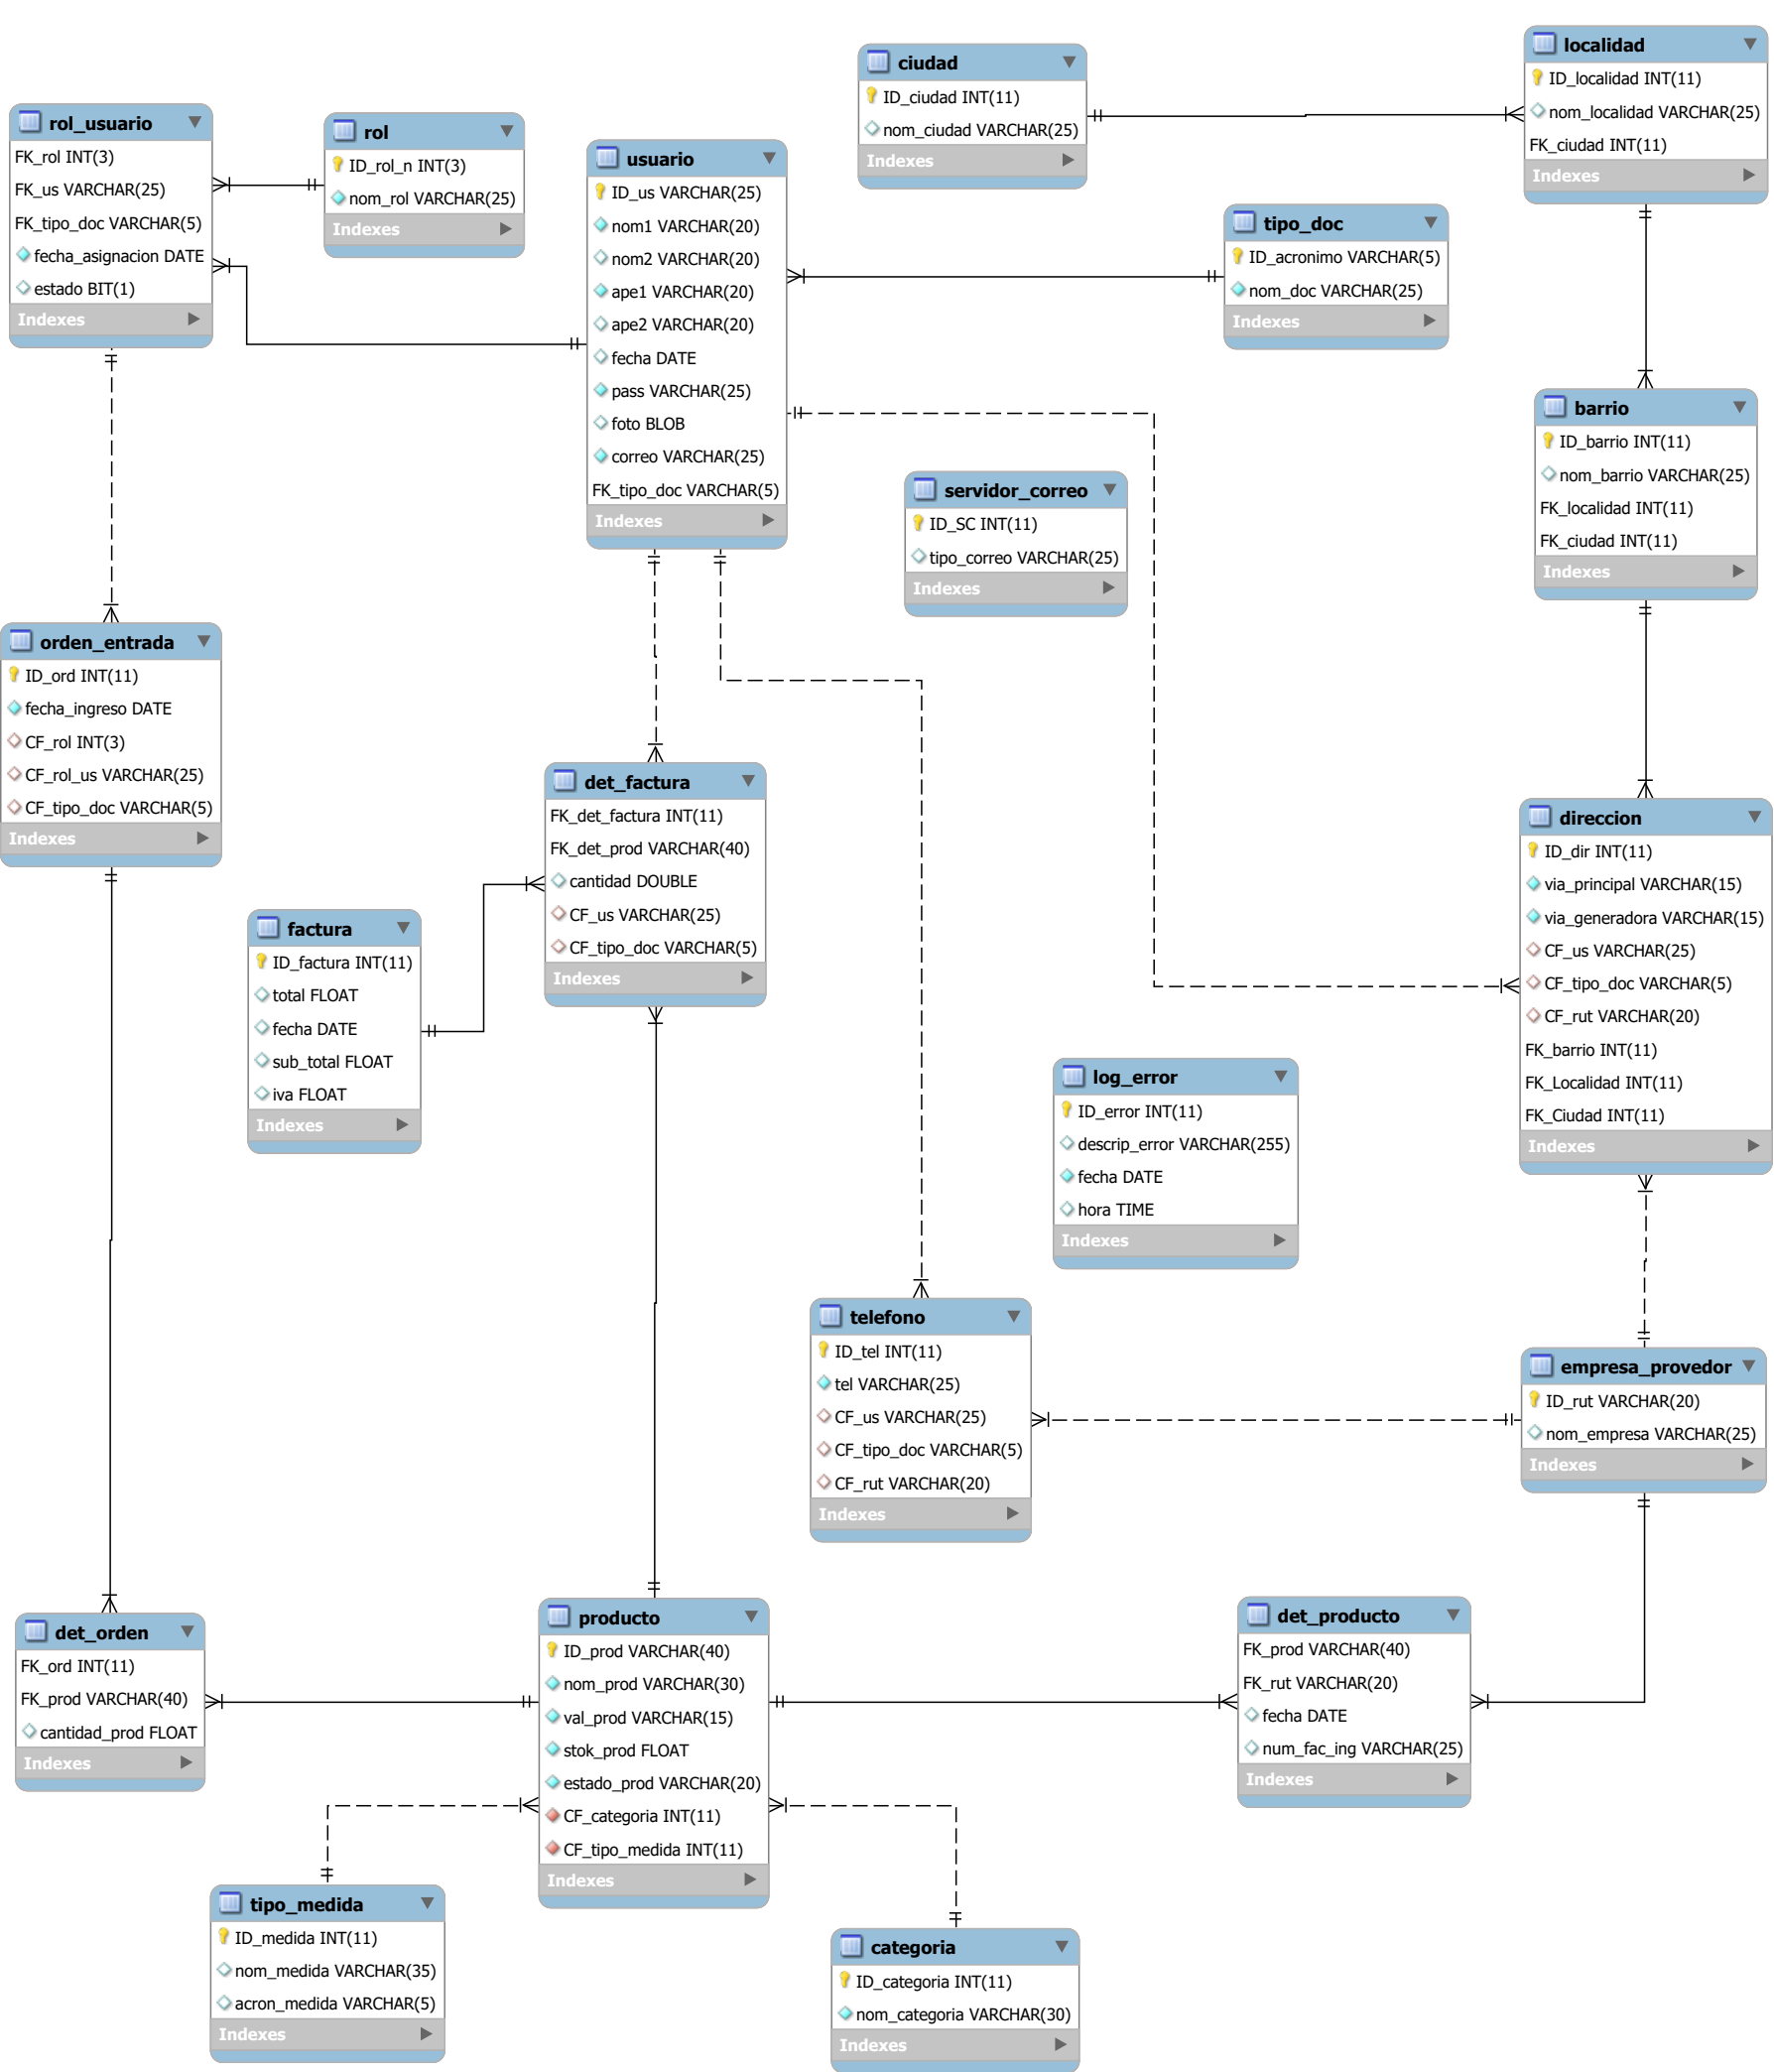 ciudad
ID_ciudad INT(11)
nom_ciudad VARCHAR(25)
Indexes
localidad
ID_localidad INT(11)
nom_localidad VARCHAR(25)
FK_ciudad INT(11)
Indexes
rol_usuario
FK_rol INT(3)
FK_us VARCHAR(25)
FK_tipo_doc VARCHAR(5)
fecha_asignacion DATE
estado BIT(1)
Indexes
rol
ID_rol_n INT(3)
nom_rol VARCHAR(25)
Indexes
usuario
ID_us VARCHAR(25)
nom1 VARCHAR(20)
nom2 VARCHAR(20)
ape1 VARCHAR(20)
ape2 VARCHAR(20)
fecha DATE
pass VARCHAR(25)
foto BLOB
correo VARCHAR(25)
FK_tipo_doc VARCHAR(5)
Indexes
tipo_doc
ID_acronimo VARCHAR(5)
nom_doc VARCHAR(25)
Indexes
barrio
ID_barrio INT(11)
nom_barrio VARCHAR(25)
FK_localidad INT(11)
FK_ciudad INT(11)
Indexes
servidor_correo
ID_SC INT(11)
tipo_correo VARCHAR(25)
Indexes
orden_entrada
ID_ord INT(11)
fecha_ingreso DATE
CF_rol INT(3)
CF_rol_us VARCHAR(25)
CF_tipo_doc VARCHAR(5)
Indexes
det_factura
FK_det_factura INT(11)
FK_det_prod VARCHAR(40)
cantidad DOUBLE
CF_us VARCHAR(25)
CF_tipo_doc VARCHAR(5)
Indexes
direccion
ID_dir INT(11)
via_principal VARCHAR(15)
via_generadora VARCHAR(15)
CF_us VARCHAR(25)
CF_tipo_doc VARCHAR(5)
CF_rut VARCHAR(20)
FK_barrio INT(11)
FK_Localidad INT(11)
FK_Ciudad INT(11)
Indexes
factura
ID_factura INT(11)
total FLOAT
fecha DATE
sub_total FLOAT
iva FLOAT
Indexes
log_error
ID_error INT(11)
descrip_error VARCHAR(255)
fecha DATE
hora TIME
Indexes
telefono
ID_tel INT(11)
tel VARCHAR(25)
CF_us VARCHAR(25)
CF_tipo_doc VARCHAR(5)
CF_rut VARCHAR(20)
Indexes
empresa_provedor
ID_rut VARCHAR(20)
nom_empresa VARCHAR(25)
Indexes
det_orden
FK_ord INT(11)
FK_prod VARCHAR(40)
cantidad_prod FLOAT
Indexes
producto
ID_prod VARCHAR(40)
nom_prod VARCHAR(30)
val_prod VARCHAR(15)
stok_prod FLOAT
estado_prod VARCHAR(20)
CF_categoria INT(11)
CF_tipo_medida INT(11)
Indexes
det_producto
FK_prod VARCHAR(40)
FK_rut VARCHAR(20)
fecha DATE
num_fac_ing VARCHAR(25)
Indexes
tipo_medida
ID_medida INT(11)
nom_medida VARCHAR(35)
acron_medida VARCHAR(5)
Indexes
categoria
ID_categoria INT(11)
nom_categoria VARCHAR(30)
Indexes